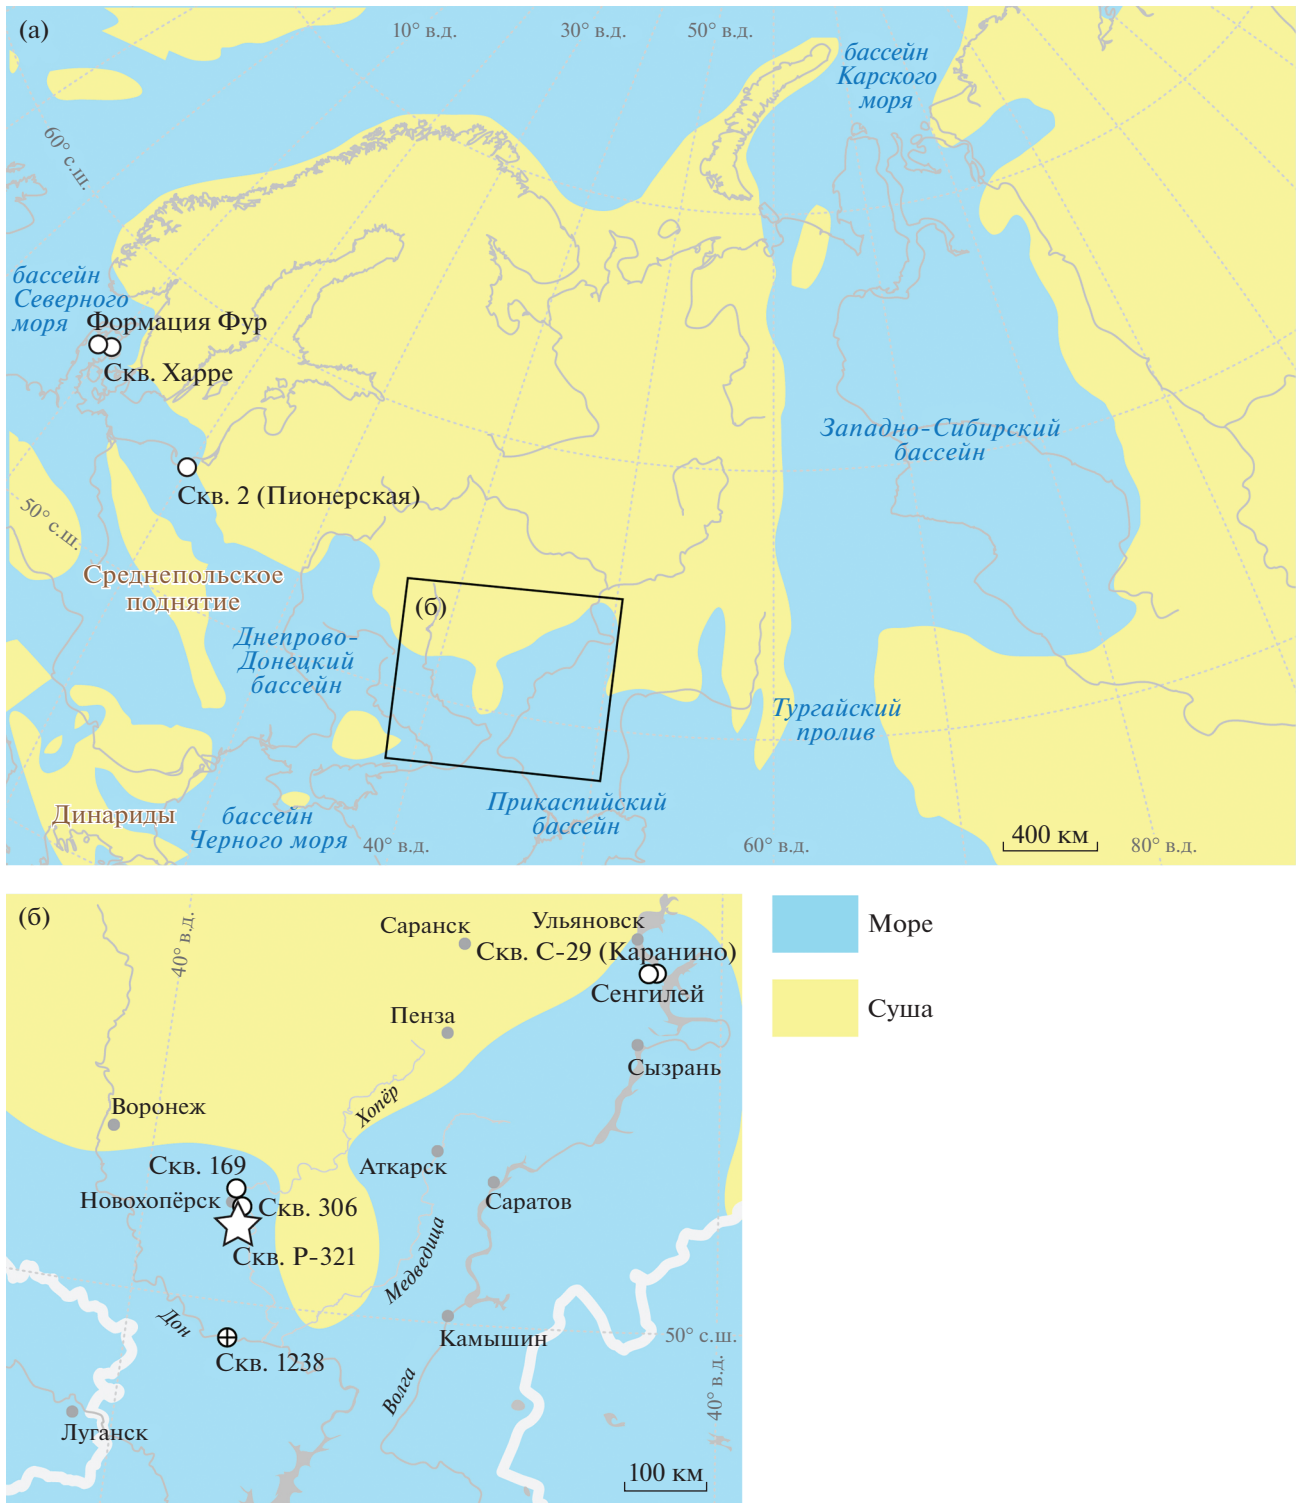 (а)
10° в.д.
30° в.д.
50° в.д.
бассейн
Карского
моря
60° с.ш.
бассейн
Северного
моря
Формация Фур
Скв. Харре
Западно-Сибирский
бассейн
Скв. 2 (Пионерская)
50° с.ш.
Среднепольское
поднятие
(б)
Днепрово-
Донецкий
бассейн
Тургайский
пролив
Динариды
бассейн
Черного моря
Прикаспийский
бассейн
40° в.д.
60° в.д.
400 км
80° в.д.
(б)
40° в.д.
Саранск
Ульяновск
Скв. С-29 (Каранино)
Сенгилей
Пенза
Сызрань
Хопёр
Воронеж
Аткарск
Скв. 169
Новохопёрск
Скв. 306
Саратов
Скв. Р-321
Медведица
Дон
Камышин
50° с.ш.
Скв. 1238
Волга
40° в.д.
Луганск
100 км
Море
Суша